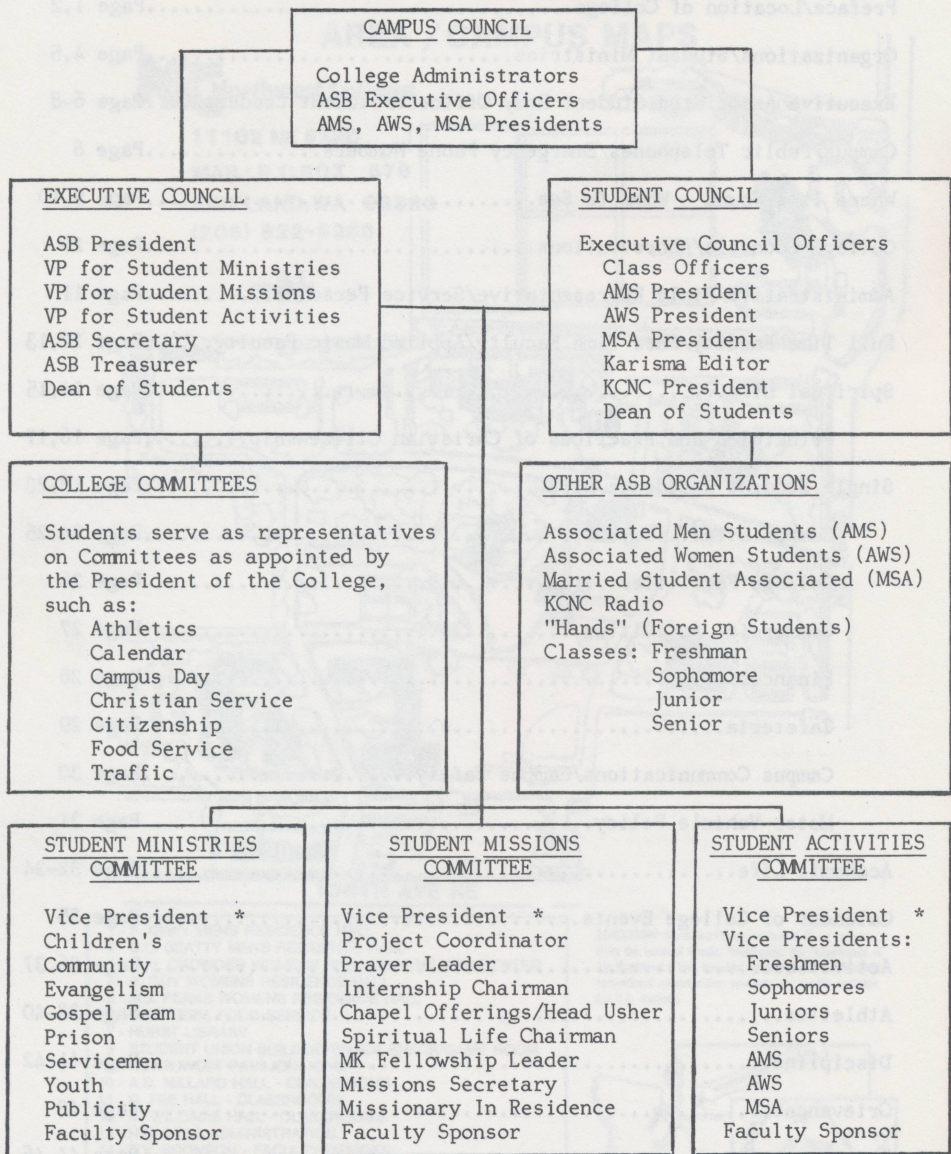 CAMPUS COUNCIL
College Administrators
ASB Executive Officers
AMS, AWS, MSA Presidents
EXECUTIVE COUNCIL
ASB President
VP for Student Ministries
VP for Student Missions
VP for Student Activities
ASB Secretary
ASB Treasurer
Dean of Students
STUDENT COUNCIL
Executive Council Officers
Class Officers
AMS President
AWS President
MSA President
Karisma Editor
KCNC President
Dean of Students
COLLEGE COMMITTEES
Students serve as representatives
on Committees as appointed by
the President of the College,
such as:
Athletics
Calendar
Campus Day
Christian Service
Citizenship
Food Service
Traffic
OTHER ASB ORGANIZATIONS
Associated Men Students (AMS)
Associated Women Students (AWS)
Married Student Associated (MSA)
KCNC Radio
"Hands" (Foreign Students)
Classes: Freshman
Sophomore
Junior
Senior
STUDENT MINISTRIES
COMMITTEE
Vice President *
Children's
Community
Evangelism
Gospel Team
Prison
Servicemen
Youth
Publicity
Faculty Sponsor
STUDENT MISSIONS
COMMITTEE
Vice President *
Project Coordinator
Prayer Leader
Internship Chairman
Chapel Offerings/Head Usher
Spiritual Life Chairman
MK Fellowship Leader
Missions Secretary
Missionary In Residence
Faculty Sponsor
STUDENT ACTIVITIES
COMMITTEE
Vice President *
Vice Presidents:
Freshmen
Sophomores
Juniors
Seniors
AMS
AWS
MSA
Faculty Sponsor